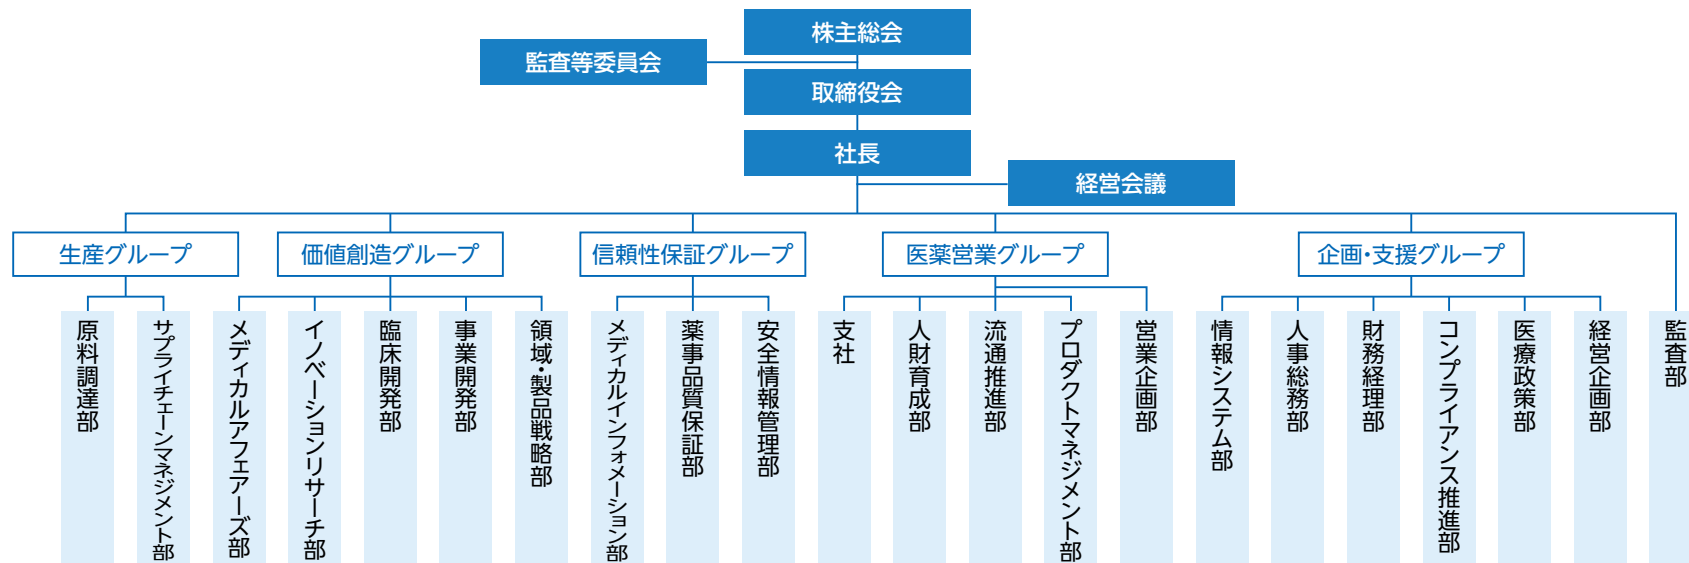 株主総会
監査等委員会
取締役会
社長
経営会議
生産グループ
価値創造グループ
信頼性保証グループ
医薬営業グループ
企画・支援グループ
原料調達部
サプライチェーンマネジメント部
メディカルアフェアーズ部
イノベーションリサーチ部
臨床開発部
事業開発部
領域・製品戦略部
メディカルインフォメーション部
薬事品質保証部
安全情報管理部
支社
人財育成部
流通推進部
プロダクトマネジメント部
営業企画部
情報システム部
人事総務部
財務経理部
コンプライアンス推進部
医療政策部
経営企画部
監査部